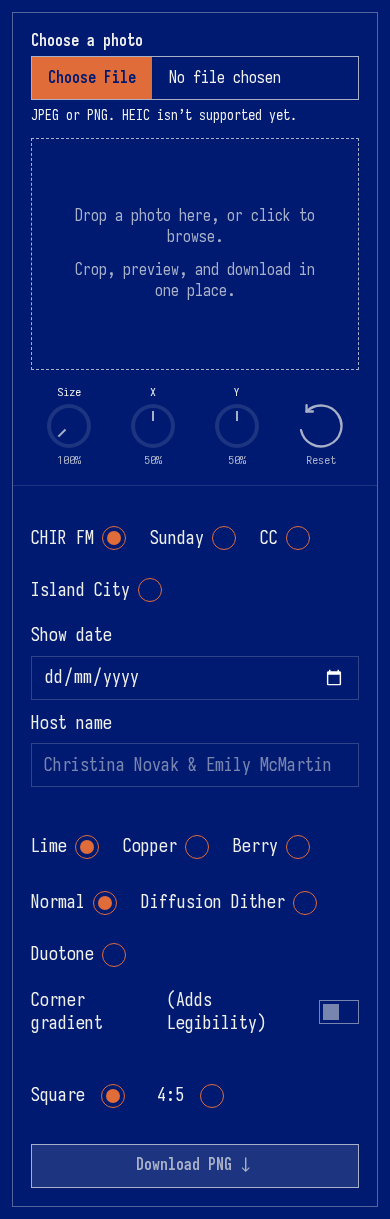 Choose a photo
Choose File No file chosen
JPEG or PNG. HEIC isn’t supported yet.
Drop a photo here, or click to
browse.
Crop, preview, and download in
one place.
Size X Y
100% 50% 50% Reset
CHIR FM Sunday CC
Island City
Show date
dd/mm/yyyy
Host name
Christina Novak & Emily McMartin
Lime Copper Berry
Normal Diffusion Dither
Duotone
Corner (Adds
gradient Legibility)
Square 4:5
Download PNG ↓